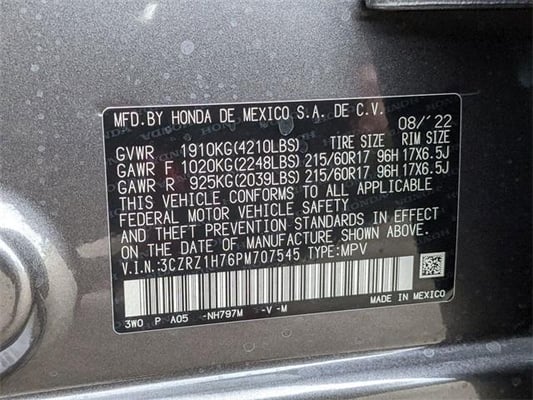 MFD.BY HONDA DE MEXICO S.A. DE C.V. 08/'22
GVWR 1910KG(4210LBS) TIRE SIZE RIM SIZE
GAWR F 1020KG(2248LBS) 215/60R17 96H 17X6.5J
GAWR R 925KG(2039LBS) 215/60R17 96H 17X6.5J
THIS VEHICLE CONFORMS TO ALL APPLICABLE
FEDERAL MOTOR VEHICLE SAFETY
AND THEFT PREVENTION STANDARDS IN EFFECT
ON THE DATE OF MANUFACTURE SHOWN ABOVE.
V.I.N.:3CZRZ1H76PM707545 TYPE:MPV
MADE IN MEXICO
3W0 P A05 -NH797M -V -M